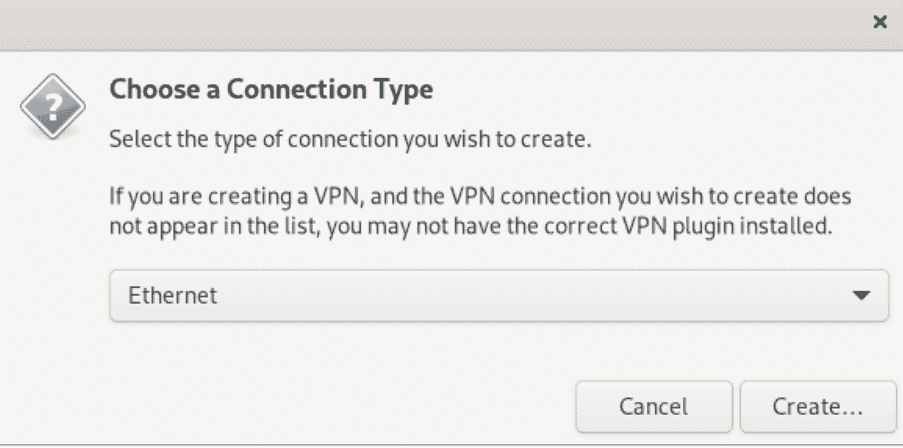 Choose a Connection Type
Select the type of connection you wish to create.
If you are creating a VPN, and the VPN connection you wish to create does
not appear in the list, you may not have the correct VPN plugin installed.
Ethernet
Cancel
Create...